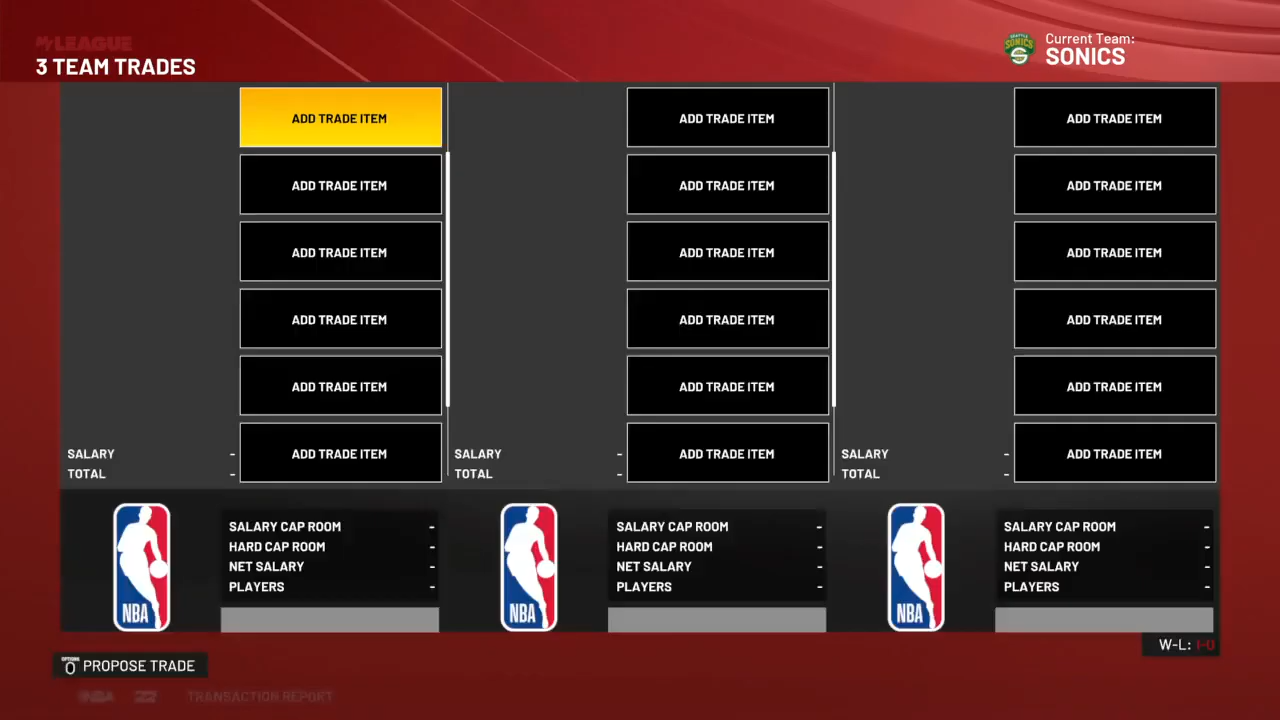 MyLEAGUE
3 TEAM TRADES
SEATTLE
SONICS
Current Team:
SONICS
ADD TRADE ITEM ADD TRADE ITEM ADD TRADE ITEM
ADD TRADE ITEM ADD TRADE ITEM ADD TRADE ITEM
ADD TRADE ITEM ADD TRADE ITEM ADD TRADE ITEM
ADD TRADE ITEM ADD TRADE ITEM ADD TRADE ITEM
ADD TRADE ITEM ADD TRADE ITEM ADD TRADE ITEM
SALARY - ADD TRADE ITEM SALARY - ADD TRADE ITEM SALARY - ADD TRADE ITEM
TOTAL - TOTAL - TOTAL -
SALARY CAP ROOM - SALARY CAP ROOM - SALARY CAP ROOM -
HARD CAP ROOM - HARD CAP ROOM - HARD CAP ROOM -
NET SALARY - NET SALARY - NET SALARY -
PLAYERS - PLAYERS - PLAYERS -
NBA NBA NBA
W-L: 1-0
OPTIONS PROPOSE TRADE
NBA 22 TRANSACTION REPORT